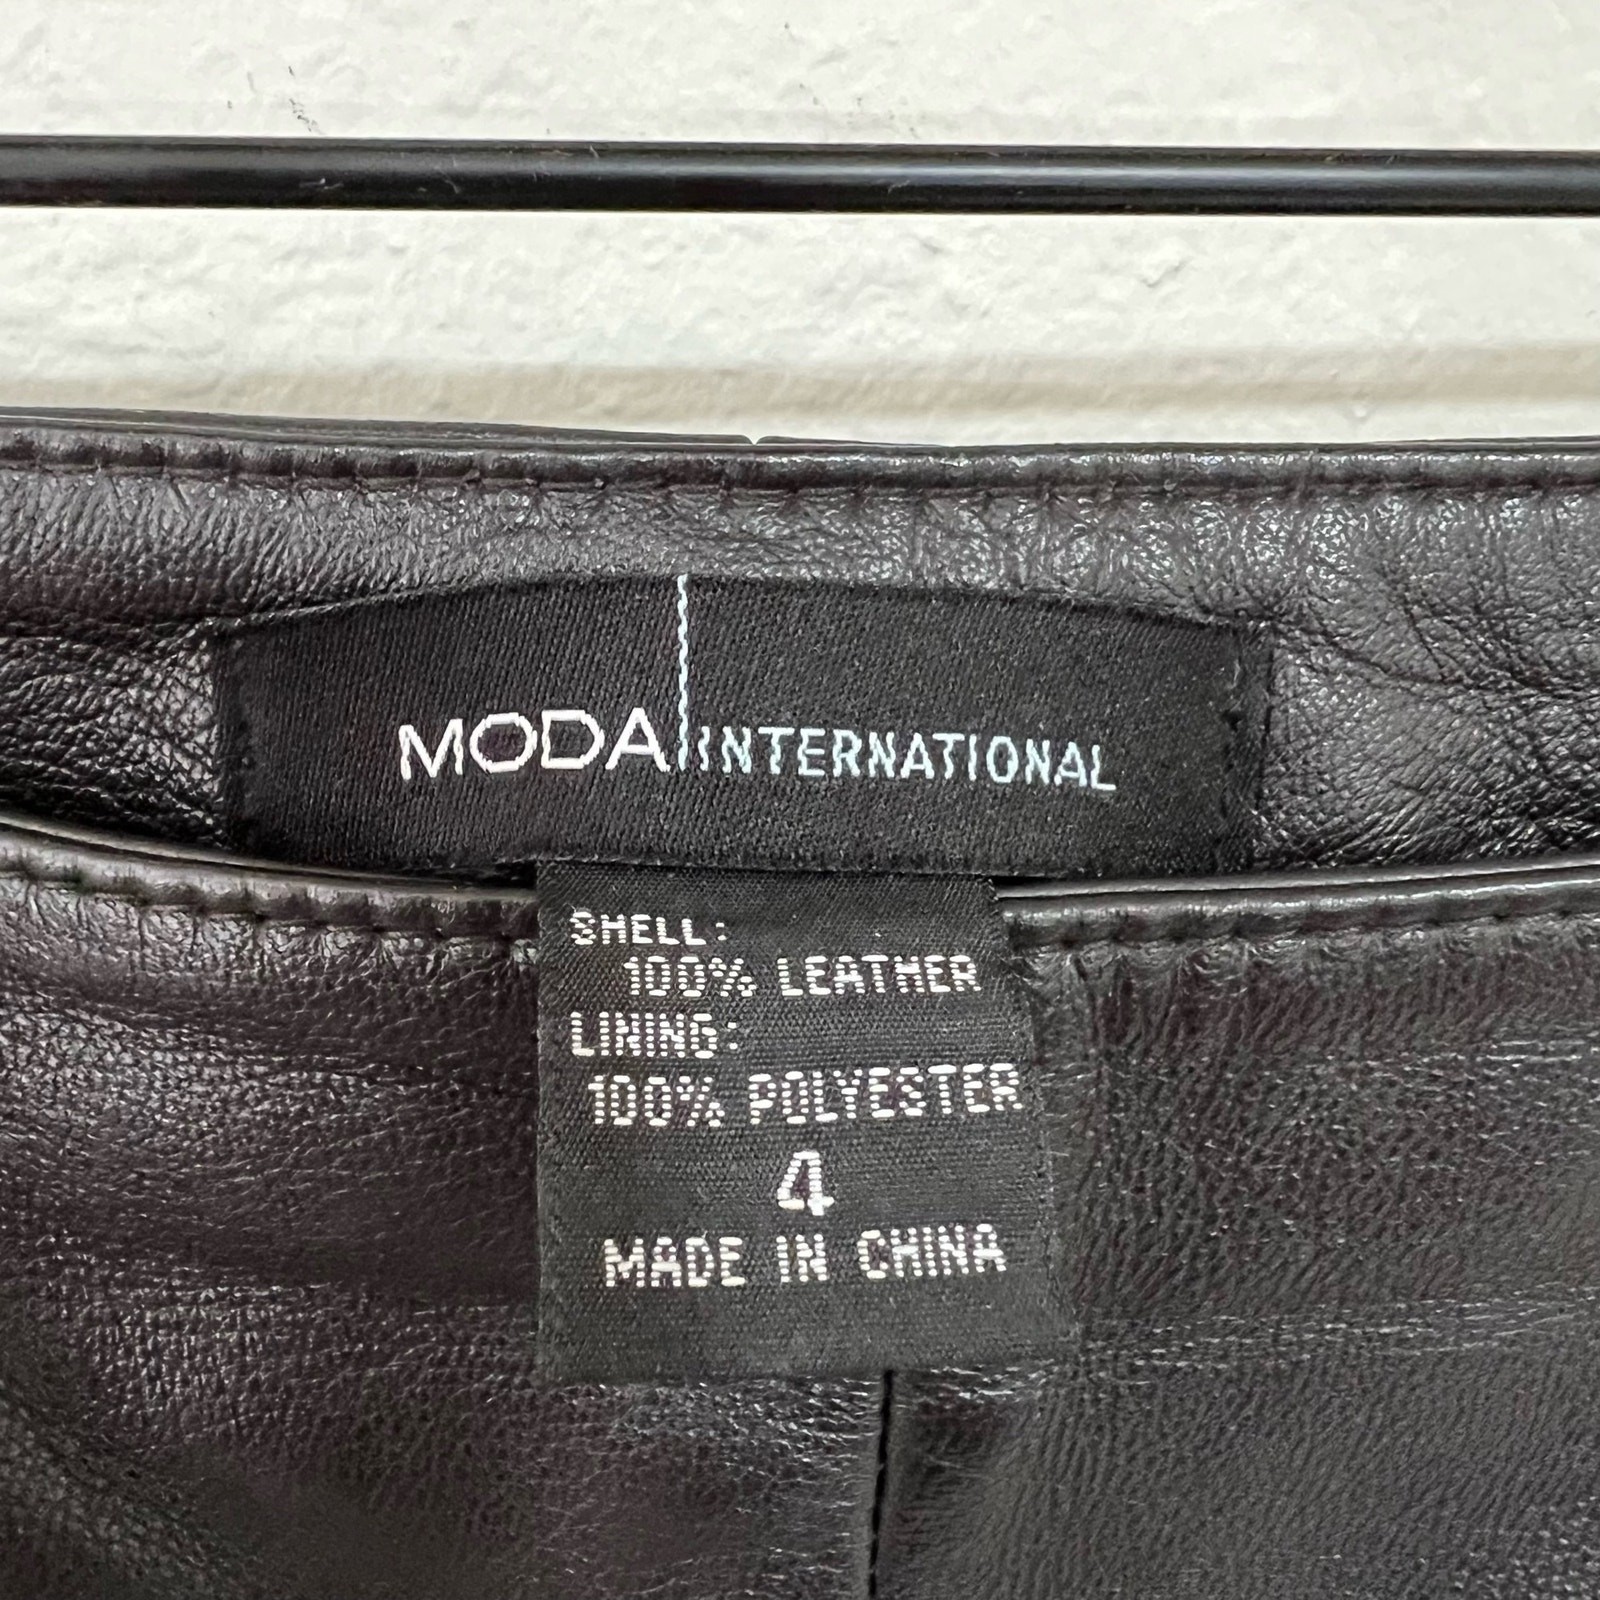 MODA INTERNATIONAL
SHELL:
100% LEATHER
LINING:
100% POLYESTER
4
MADE IN CHINA